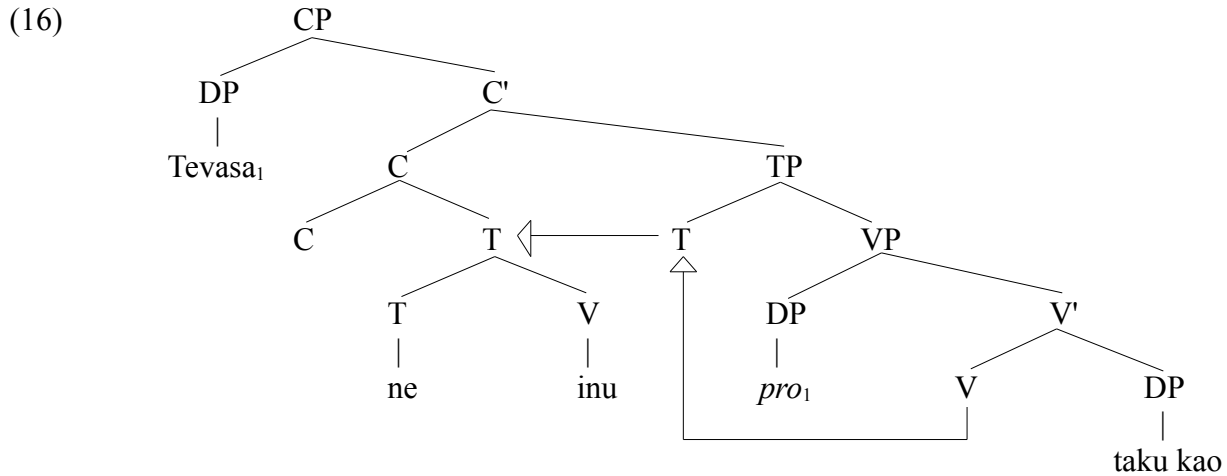 (16) CP
DP C'
Tevasa₁ C TP
C T T VP
T V DP V'
ne inu pro₁ V DP
taku kao